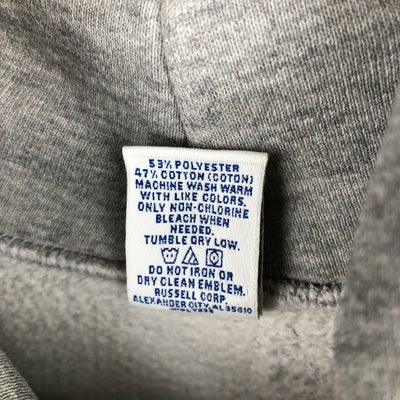 53% POLYESTER
47% COTTON (COTON)
MACHINE WASH WARM
WITH LIKE COLORS.
ONLY NON-CHLORINE
BLEACH WHEN
NEEDED.
TUMBLE DRY LOW.
DO NOT IRON OR
DRY CLEAN EMBLEM.
RUSSELL CORP.
ALEXANDER CITY, AL 35010